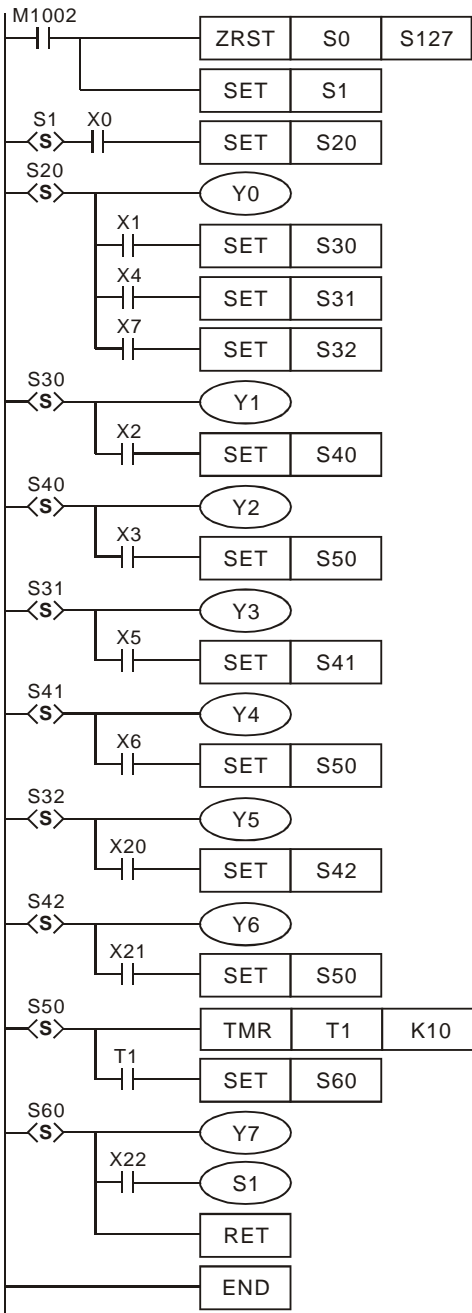 M1002
ZRST S0 S127
SET S1
S1 X0
S SET S20
S20
S Y0
X1
SET S30
X4
SET S31
X7
SET S32
S30
S Y1
X2
SET S40
S40
S Y2
X3
SET S50
S31
S Y3
X5
SET S41
S41
S Y4
X6
SET S50
S32
S Y5
X20
SET S42
S42
S Y6
X21
SET S50
S50
S TMR T1 K10
T1
SET S60
S60
S Y7
X22
S1
RET
END